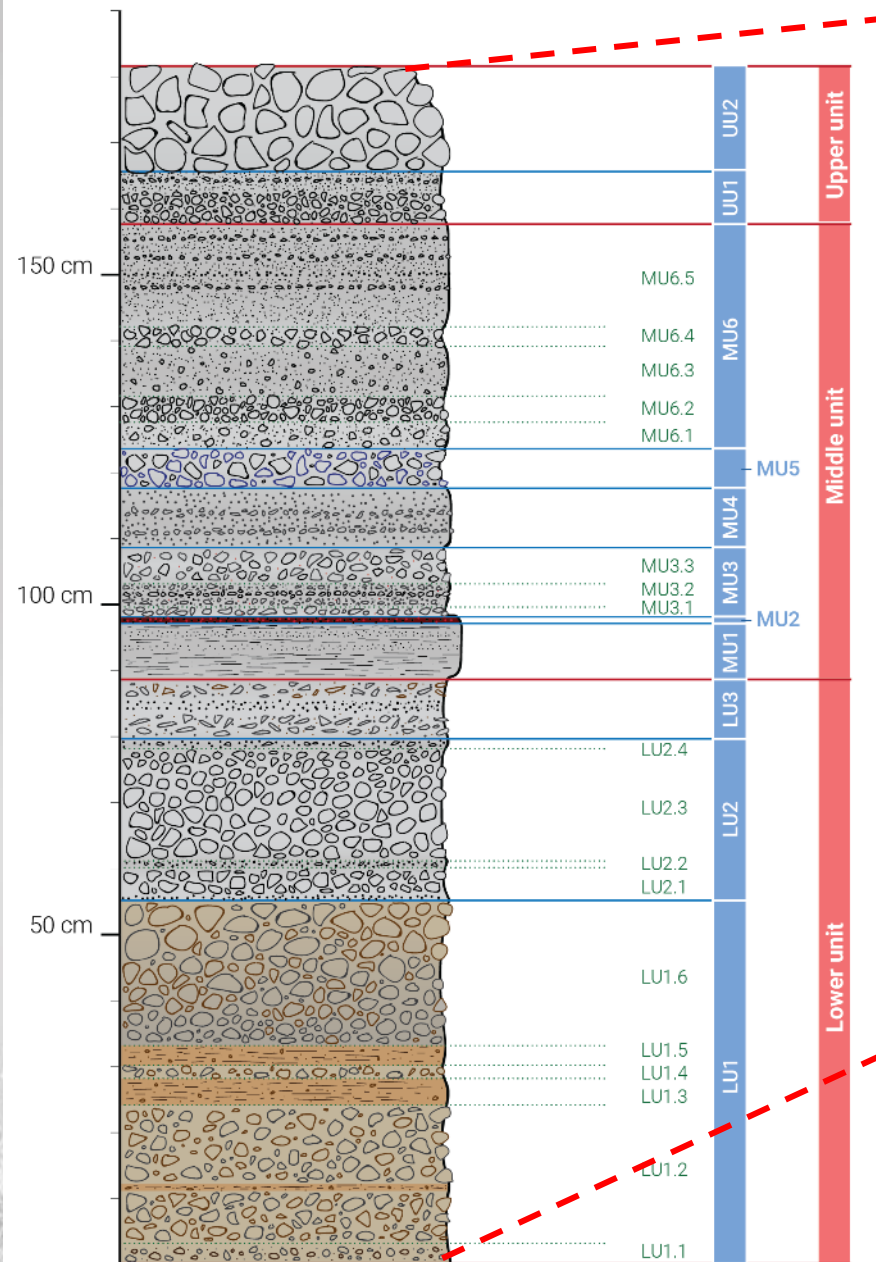 UU2
Upper unit
UU1
150 cm
MU6.5
MU6.4
MU6
MU6.3
MU6.2
MU6.1
MU5
Middle unit
MU4
MU3.3
MU3
MU3.2
100 cm
MU3.1
MU2
MU1
LU3
LU2.4
LU2.3
LU2
LU2.2
LU2.1
50 cm
Lower unit
LU1.6
LU1.5
LU1.4
LU1
LU1.3
LU1.2
LU1.1